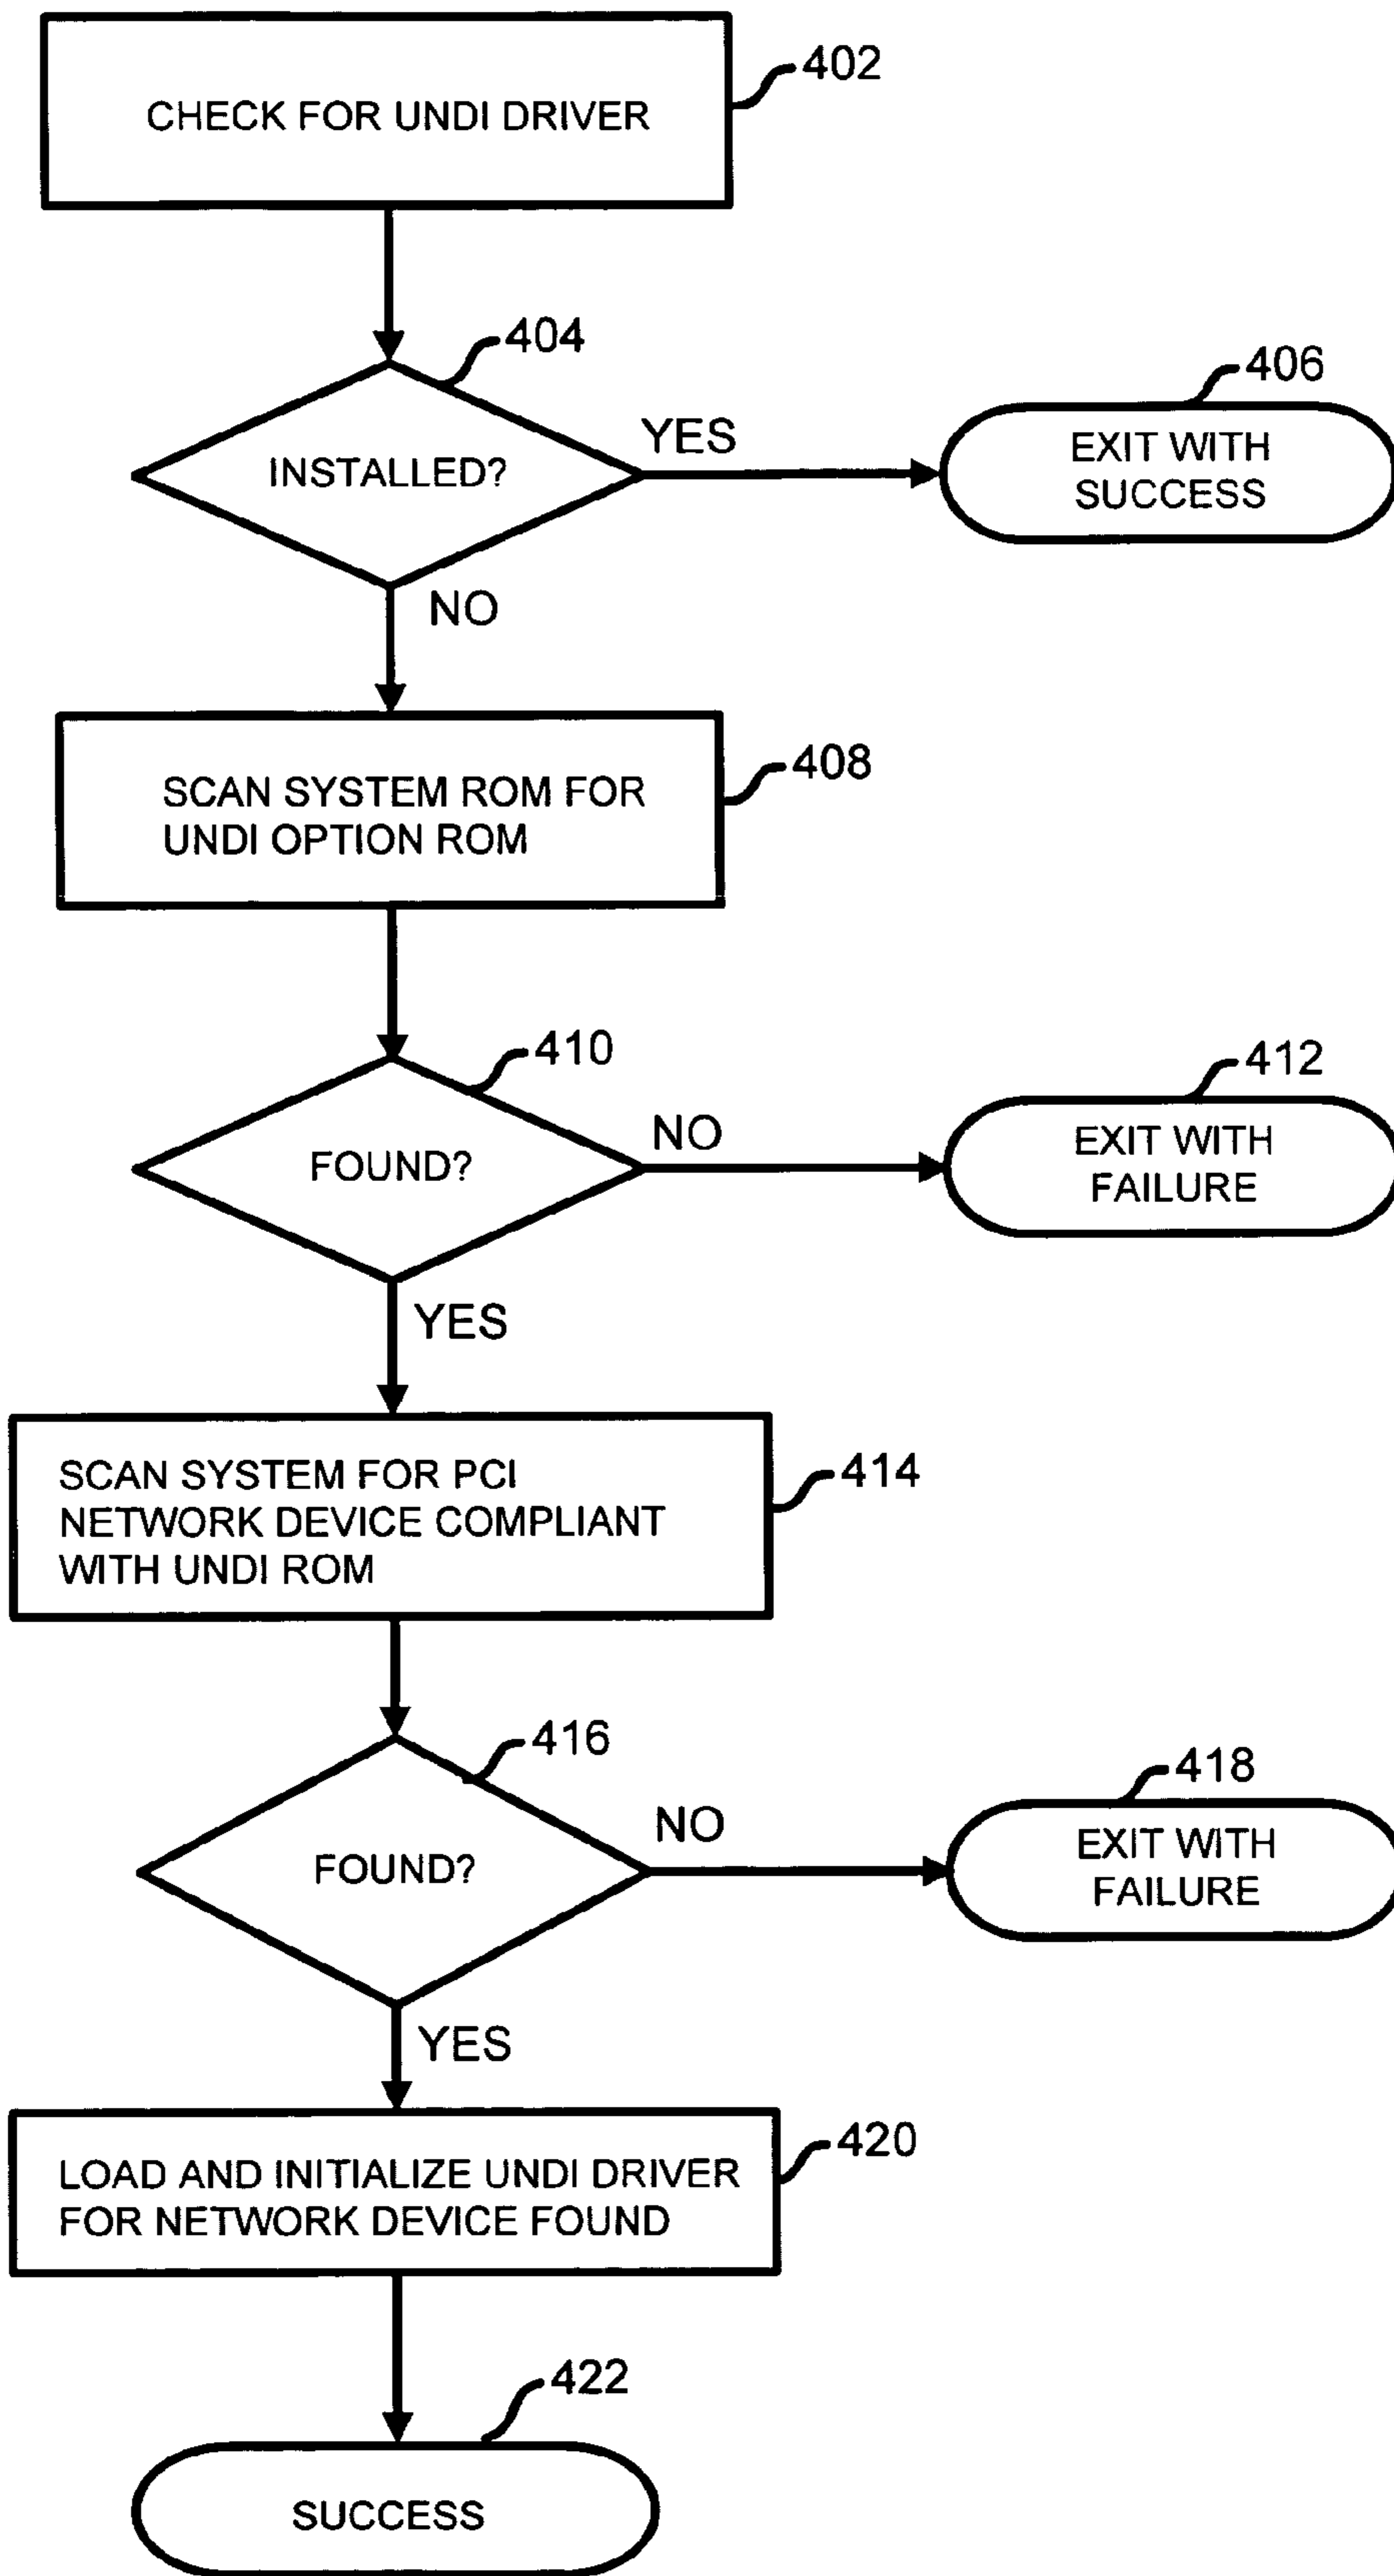 402
CHECK FOR UNDI DRIVER
404
INSTALLED?
YES
406
EXIT WITH
SUCCESS
NO
408
SCAN SYSTEM ROM FOR
UNDI OPTION ROM
410
FOUND?
NO
412
EXIT WITH
FAILURE
YES
414
SCAN SYSTEM FOR PCI
NETWORK DEVICE COMPLIANT
WITH UNDI ROM
416
FOUND?
NO
418
EXIT WITH
FAILURE
YES
420
LOAD AND INITIALIZE UNDI DRIVER
FOR NETWORK DEVICE FOUND
422
SUCCESS